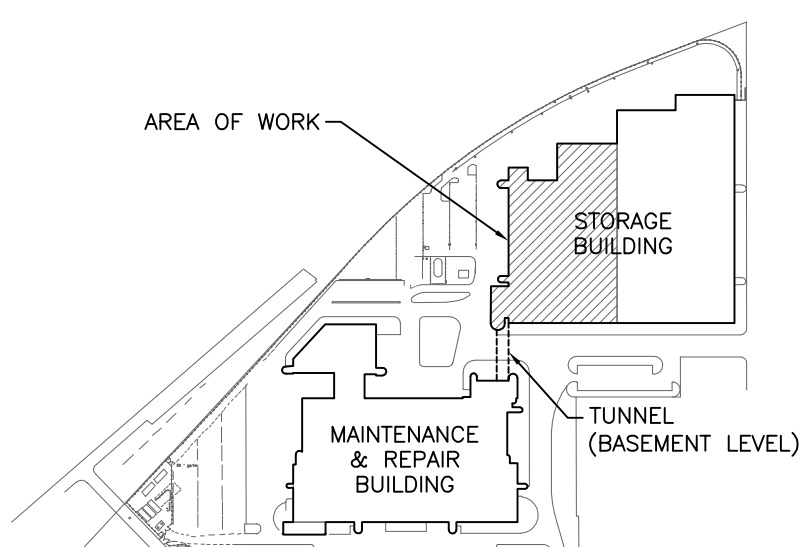 AREA OF WORK
STORAGE
BUILDING
TUNNEL
(BASEMENT LEVEL)
MAINTENANCE
& REPAIR
BUILDING